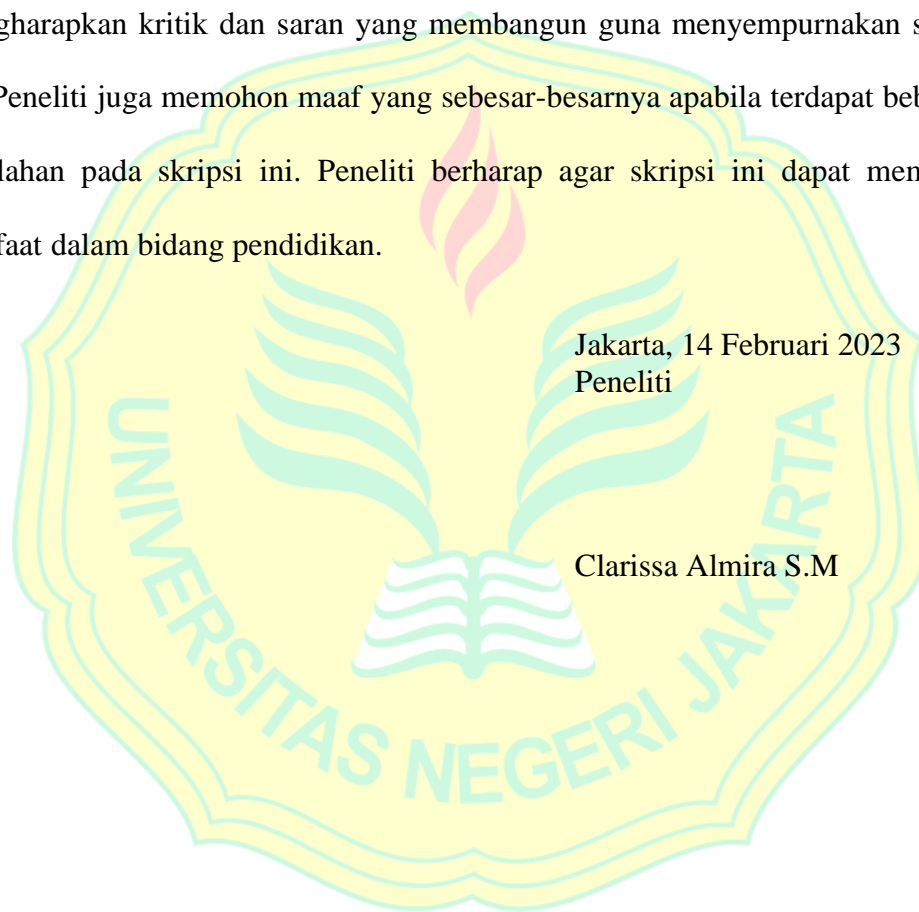 gharapkan kritik dan saran yang membangun guna menyempurnakan s
Peneliti juga memohon maaf yang sebesar-besarnya apabila terdapat beb
lahan pada skripsi ini. Peneliti berharap agar skripsi ini dapat men
faat dalam bidang pendidikan.
Jakarta, 14 Februari 2023
Peneliti
Clarissa Almira S.M
UNIVERSITAS NEGERI JAKARTA